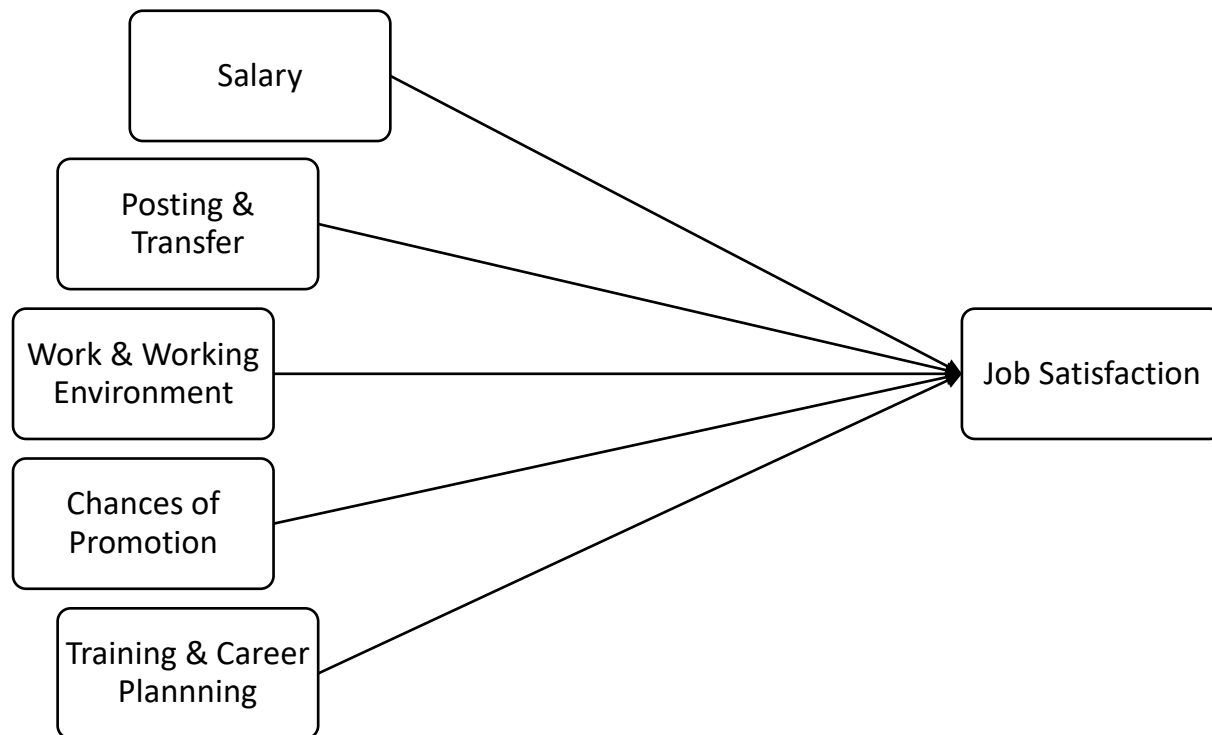 Salary
Posting &
Transfer
Work & Working
Environment
Job Satisfaction
Chances of
Promotion
Training & Career
Plannning